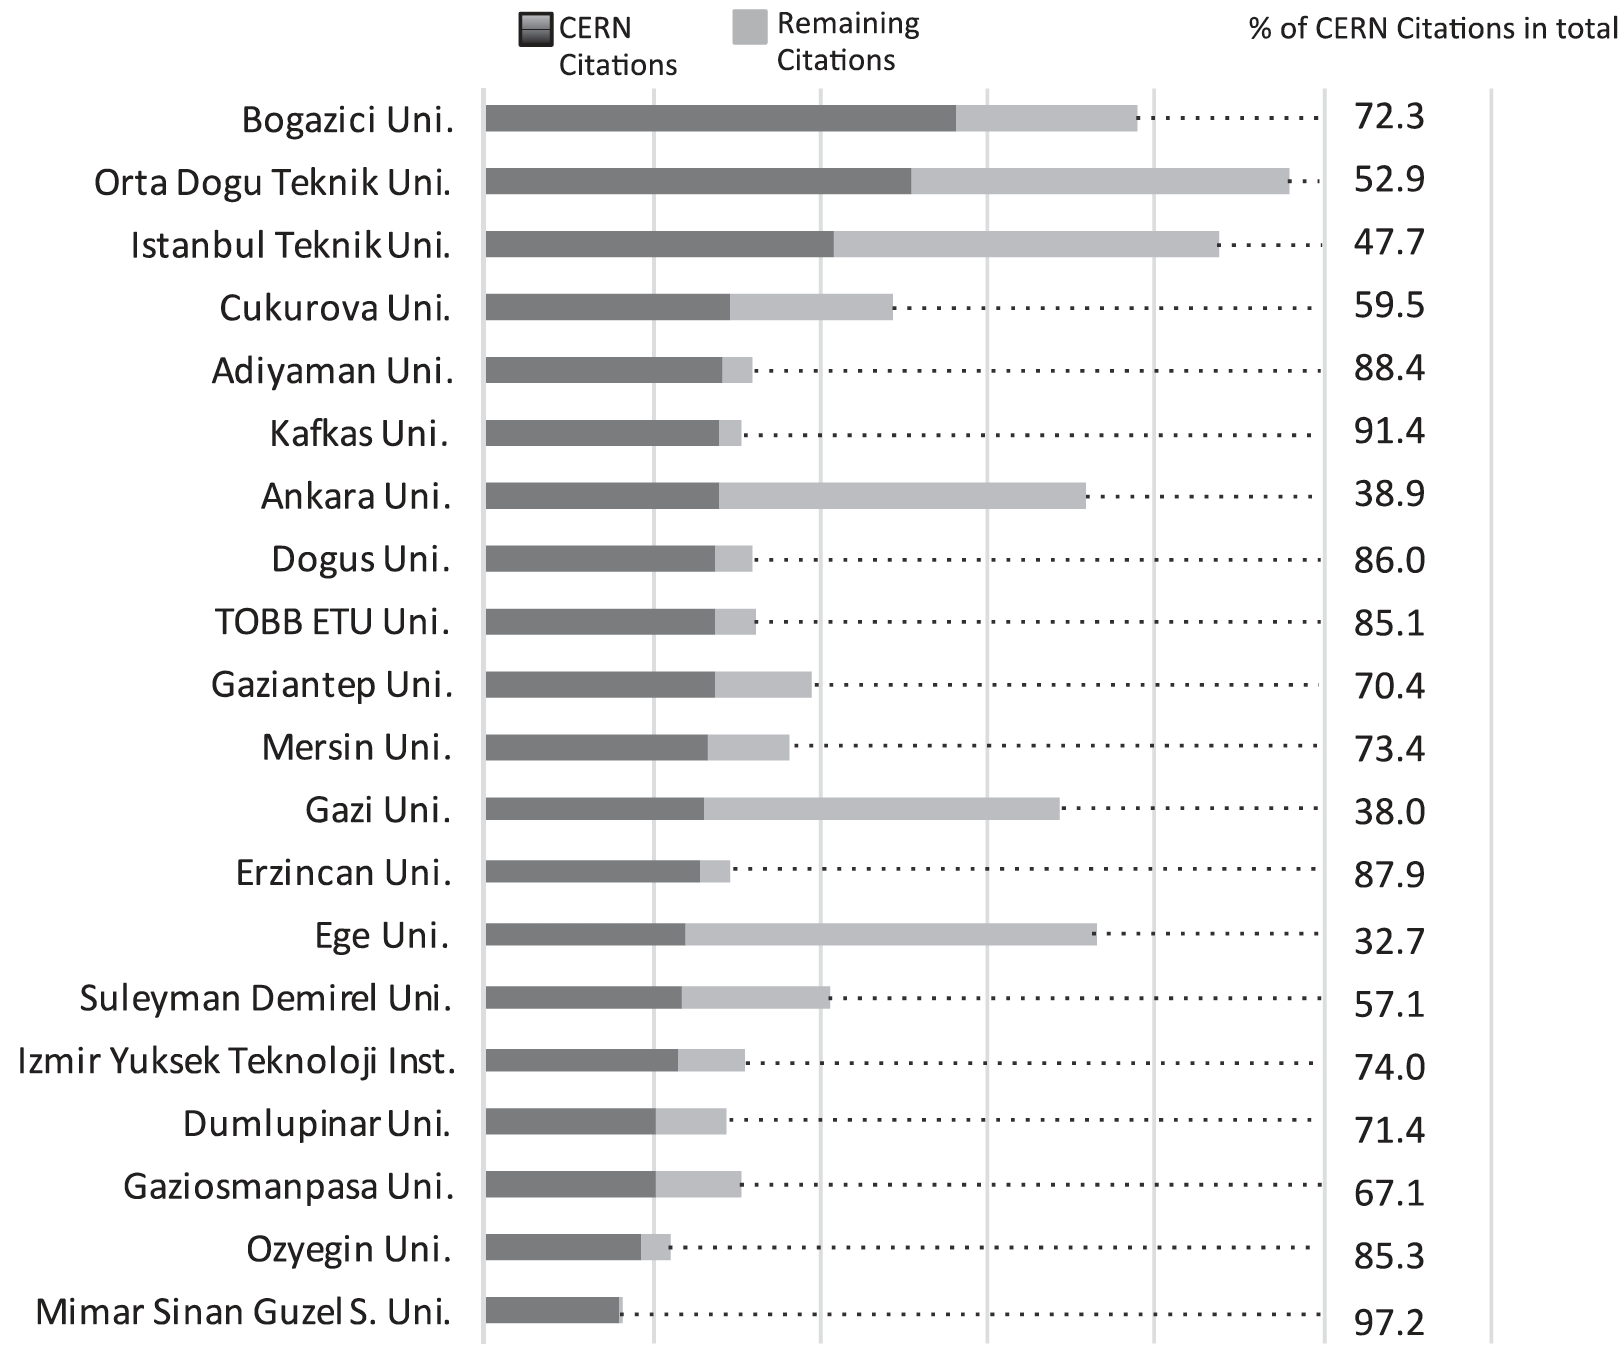 CERN Citations
Remaining Citations
% of CERN Citations in total
Bogazici Uni. 72.3
Orta Dogu Teknik Uni. 52.9
Istanbul Teknik Uni. 47.7
Cukurova Uni. 59.5
Adiyaman Uni. 88.4
Kafkas Uni. 91.4
Ankara Uni. 38.9
Dogus Uni. 86.0
TOBB ETU Uni. 85.1
Gaziantep Uni. 70.4
Mersin Uni. 73.4
Gazi Uni. 38.0
Erzincan Uni. 87.9
Ege Uni. 32.7
Suleyman Demirel Uni. 57.1
Izmir Yuksek Teknoloji Inst. 74.0
Dumlupinar Uni. 71.4
Gaziosmanpasa Uni. 67.1
Ozyegin Uni. 85.3
Mimar Sinan Guzel S. Uni. 97.2